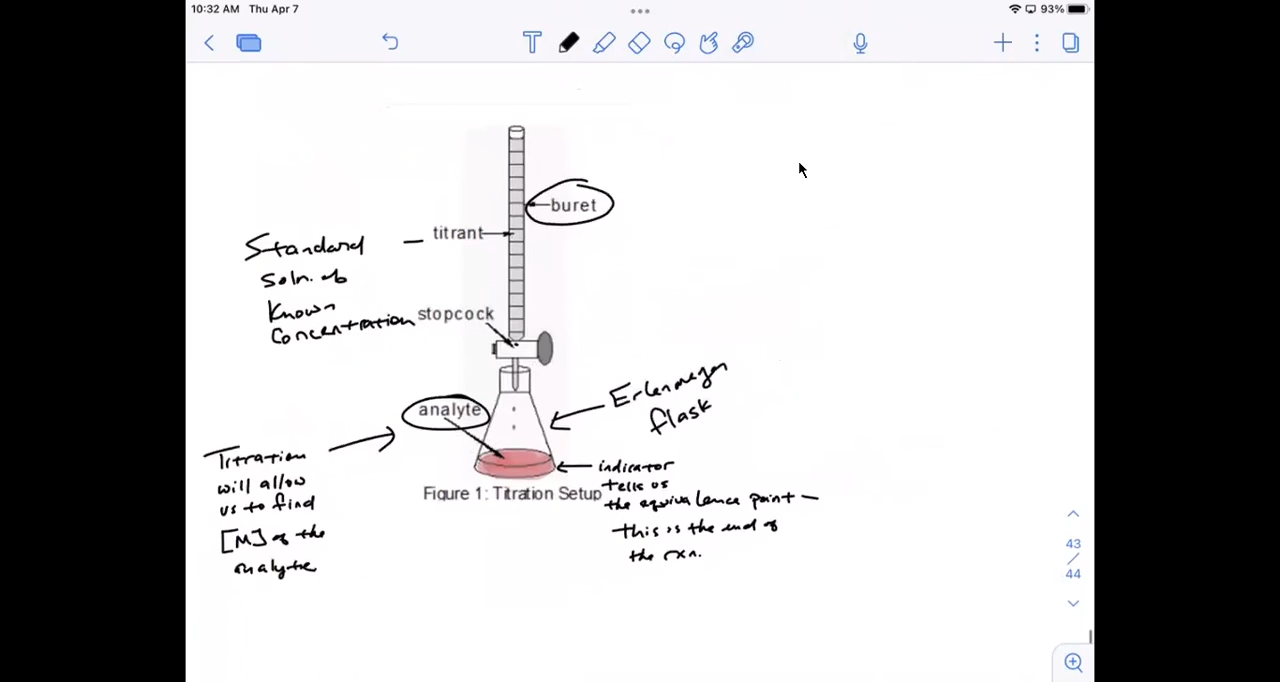 10:32 AM Thu Apr 7
93%
buret
titrant
Standard
soln. of
known
concentration
stopcock
Erlenmeyer
flask
analyte
Titration
will allow
us to find
[M] of the
analyte
indicator
tells us
the equivalence point —
this is the end of
the rxn.
Figure 1: Titration Setup
43
44